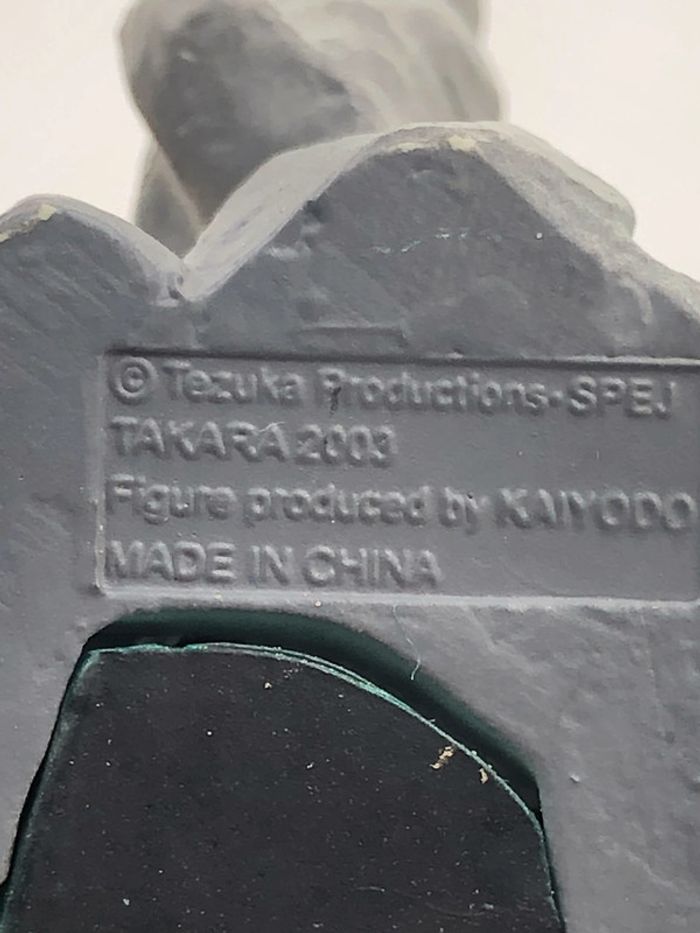 © Tezuka Productions•SPEJ
TAKARA 2003
Figure produced by KAIYODO
MADE IN CHINA